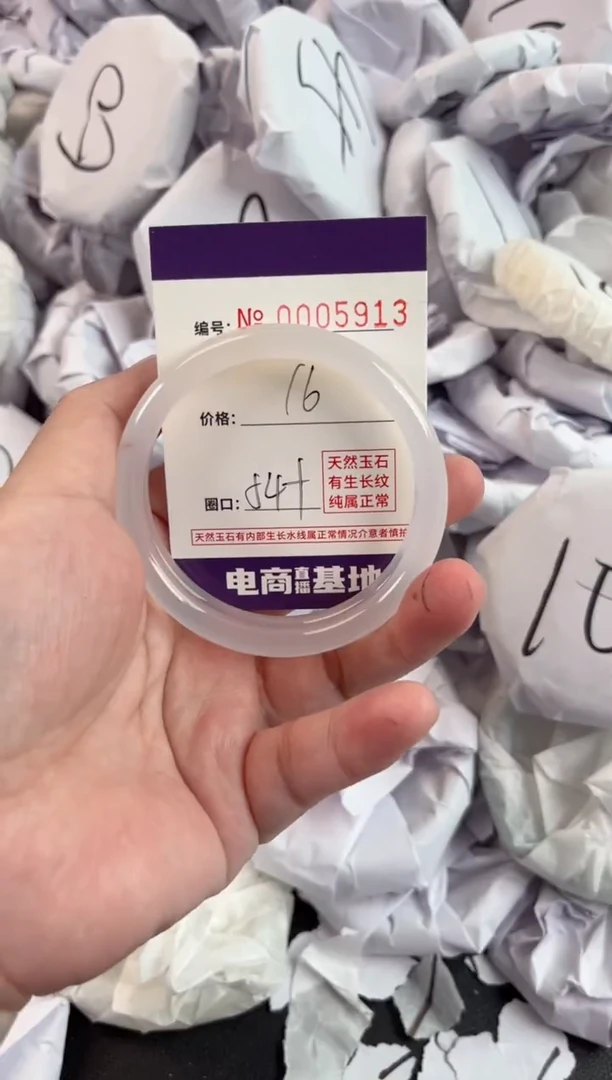 编号: № 0005913
价格: 16
圈口: 54+
天然玉石
有生长纹
纯属正常
天然玉石有内部生长水线属正常情况介意者慎拍
电商直播基地